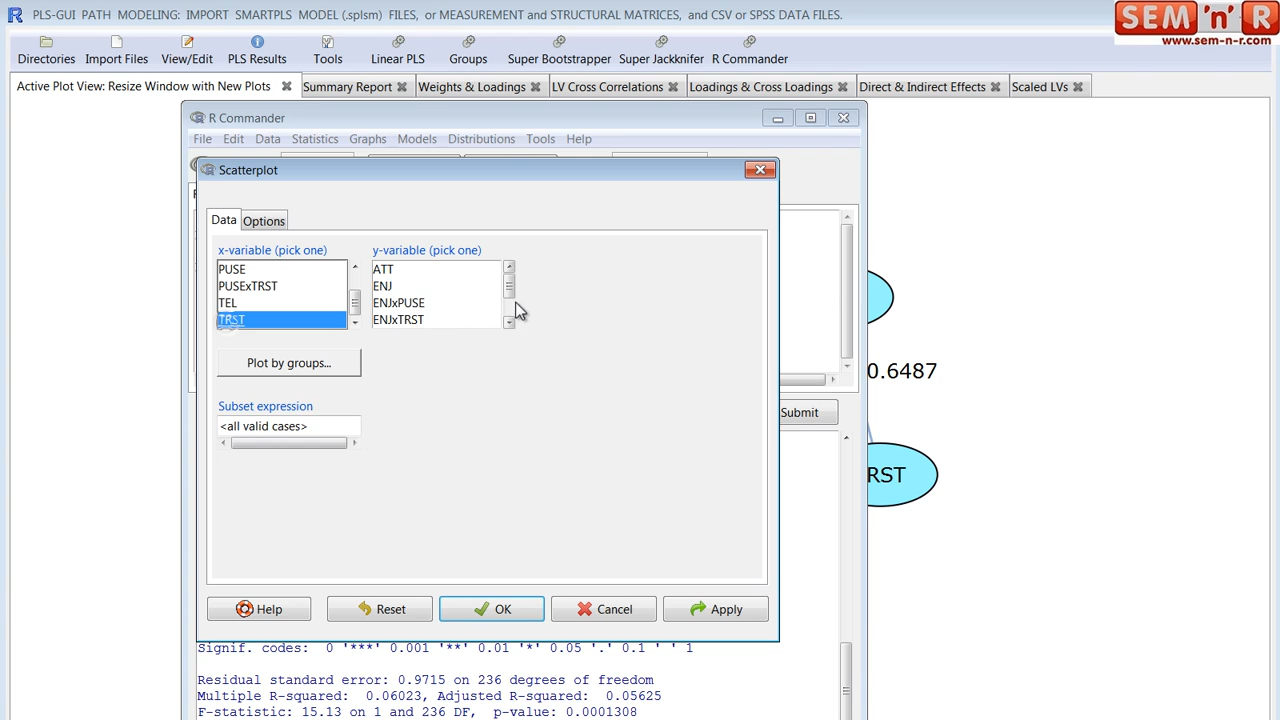 PLS-GUI PATH MODELING: IMPORT SMARTPLS MODEL (.splsm) FILES, or MEASUREMENT and STRUCTURAL MATRICES, and CSV or SPSS DATA FILES.
SEM 'n' R
www.sem-n-r.com
Directories Import Files View/Edit PLS Results Tools Linear PLS Groups Super Bootstrapper Super Jackknifer R Commander
Active Plot View: Resize Window with New Plots Summary Report Weights & Loadings LV Cross Correlations Loadings & Cross Loadings Direct & Indirect Effects Scaled LVs
R Commander
File Edit Data Statistics Graphs Models Distributions Tools Help
Scatterplot
Data Options
x-variable (pick one) y-variable (pick one)
PUSE ATT
PUSExTRST ENJ
TEL ENJxPUSE
TRST ENJxTRST
Plot by groups...
0.6487
Subset expression
<all valid cases>
Submit
RST
Help Reset OK Cancel Apply
Signif. codes: 0 '***' 0.001 '**' 0.01 '*' 0.05 '.' 0.1 ' ' 1
Residual standard error: 0.9715 on 236 degrees of freedom
Multiple R-squared: 0.06023, Adjusted R-squared: 0.05625
F-statistic: 15.13 on 1 and 236 DF, p-value: 0.0001308